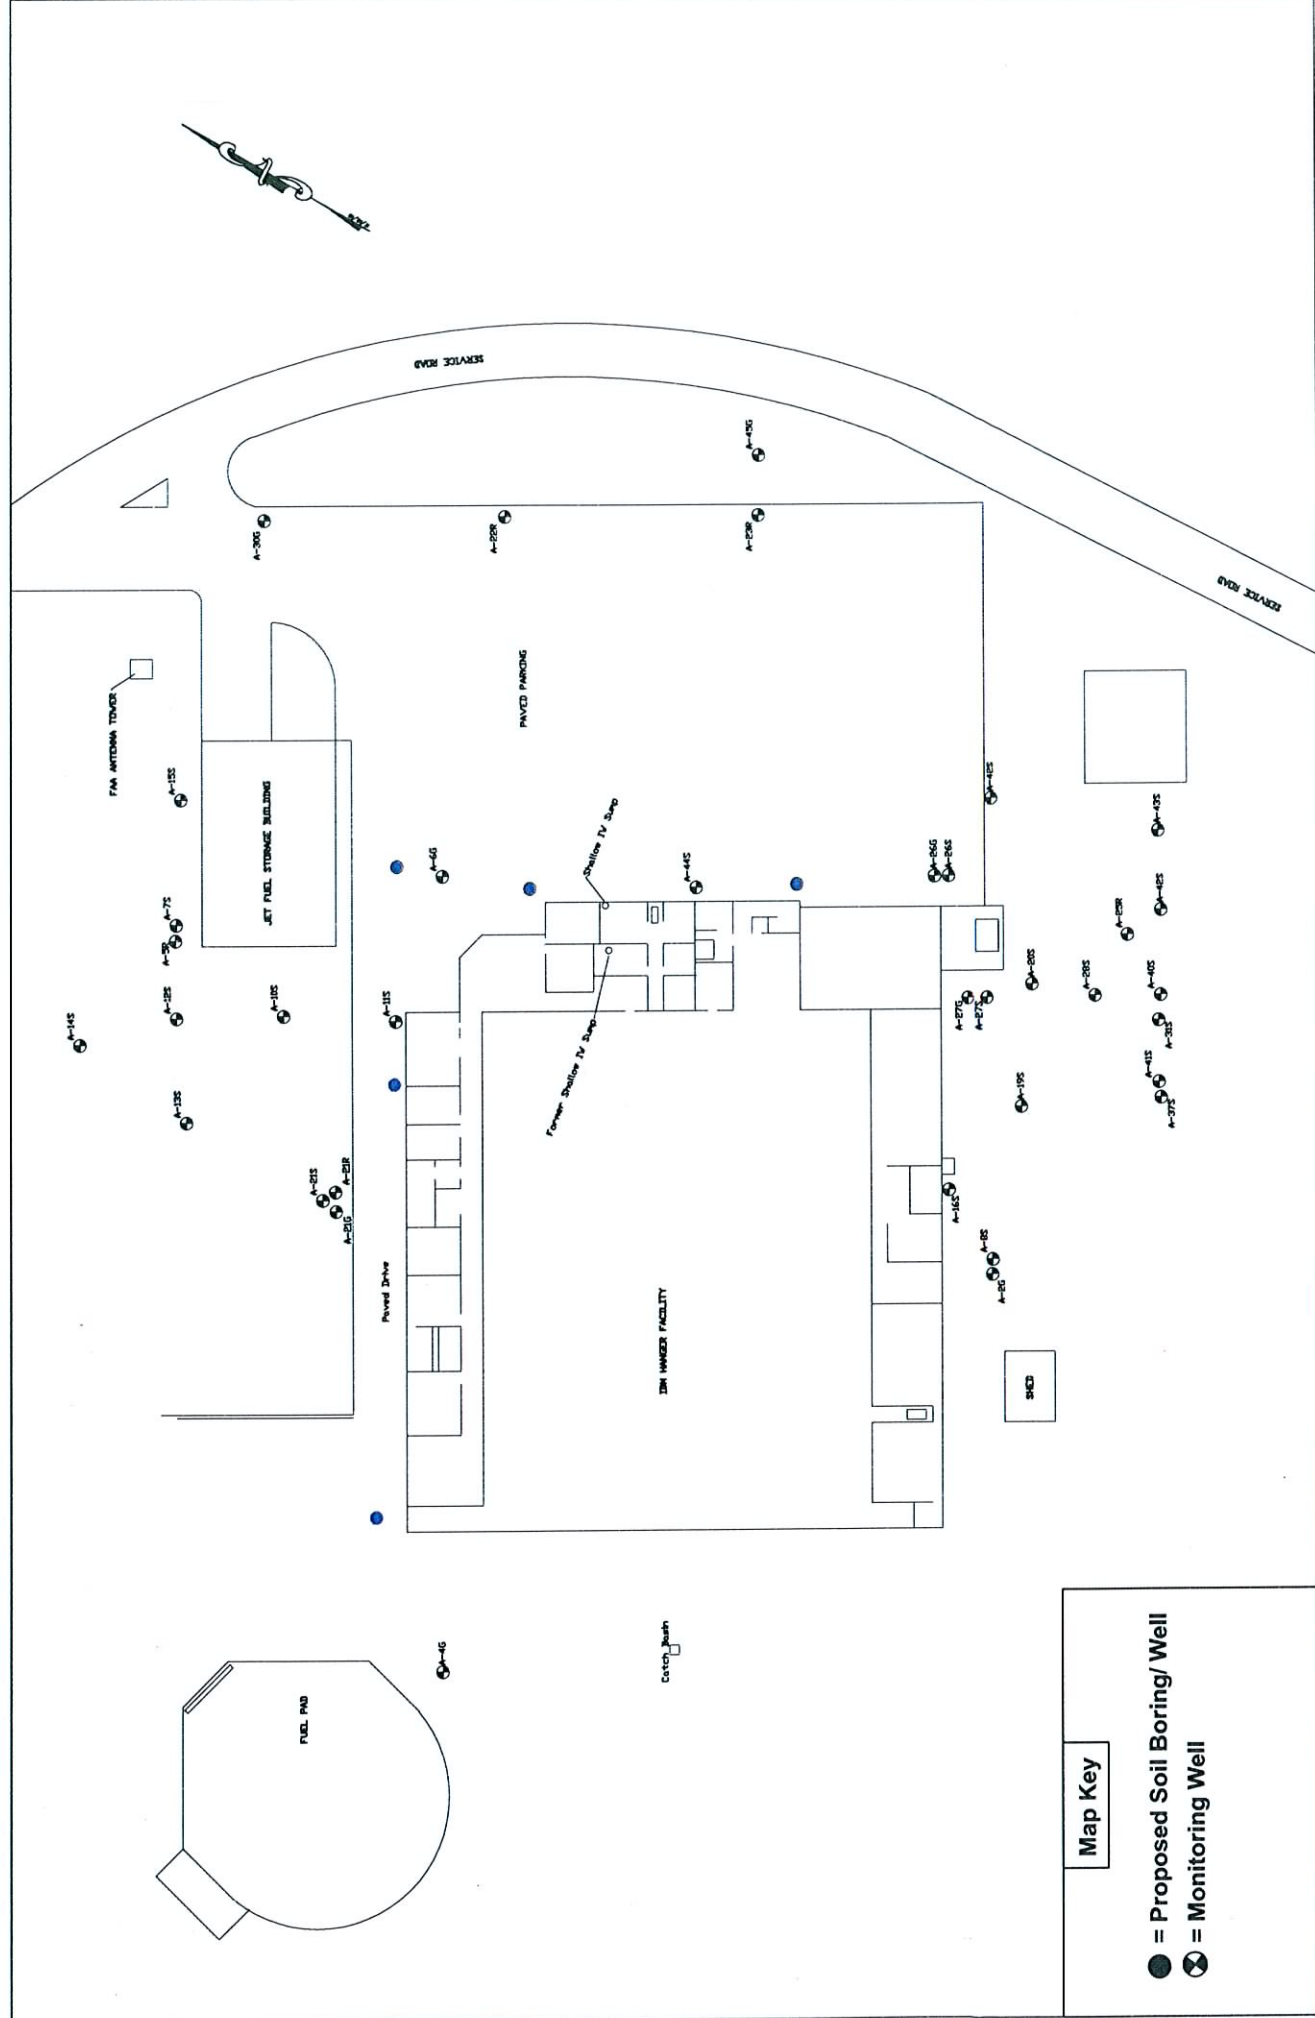 SERVICE ROAD
A-45G
A-30G
A-22R
A-23R
SERVICE ROAD
FAA ANTENNA TOWER
PAVED PARKING
A-15S
JET FUEL STORAGE BUILDING
A-7S
A-5R
A-6G
Shallow IW Sump
A-44S
A-26G
A-26S
A-42S
A-43S
A-42S
A-25R
A-14S
A-12S
A-10S
A-11S
Former Shallow IW Sump
A-27G
A-27S
A-20S
A-28S
A-40S
A-31S
A-13S
A-19S
A-41S
A-37S
A-21S
A-21R
A-21G
A-16S
Paved Drive
IBM HANGER FACILITY
A-8S
A-2G
SHED
FUEL PAD
A-4G
Catch Basin
Map Key
= Proposed Soil Boring/ Well
= Monitoring Well